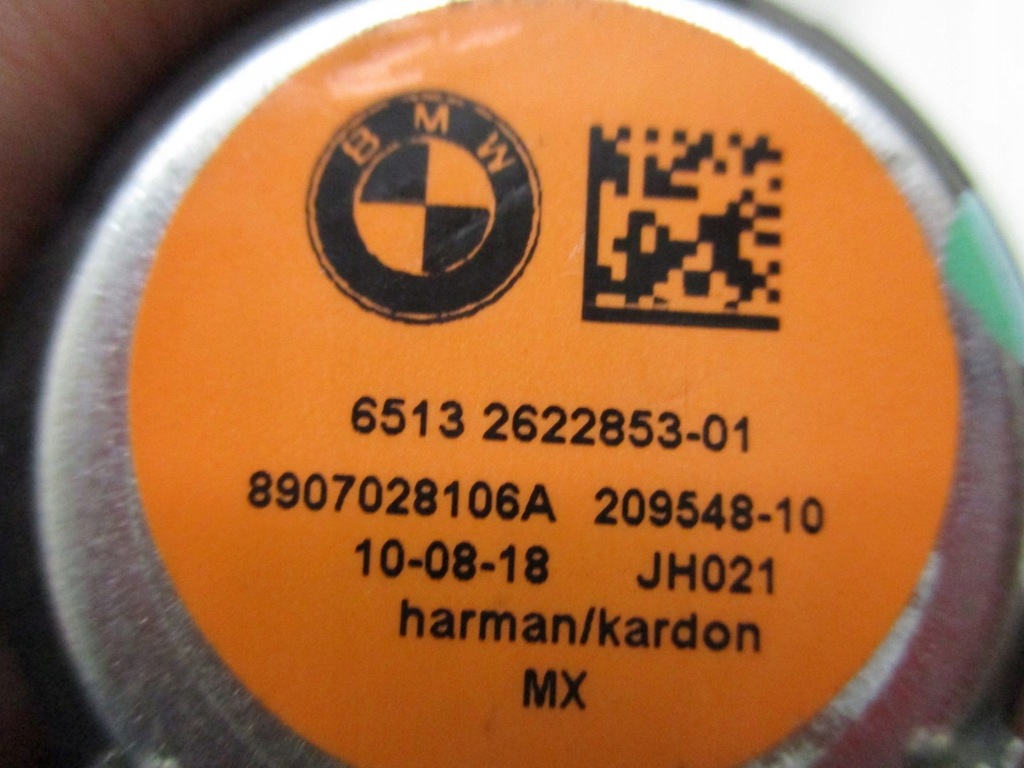 BMW
6513 2622853-01
8907028106A 209548-10
10-08-18 JH021
harman/kardon
MX